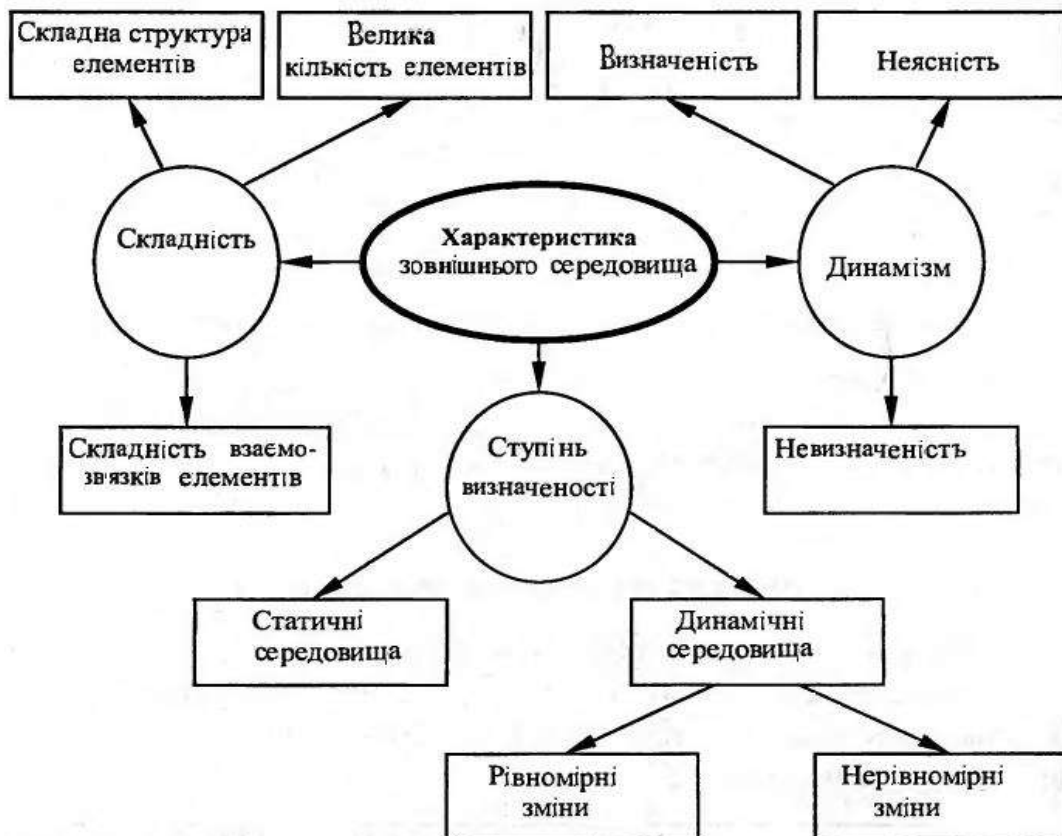 Складна структура
елементів
Велика
кількість елементів
Визначеність
Неясність
Складність
Характеристика
зовнішнього середовища
Динамізм
Складність взаємо-
зв'язків елементів
Ступінь
визначеності
Невизначеність
Статичні
середовища
Динамічні
середовища
Рівномірні
зміни
Нерівномірні
зміни